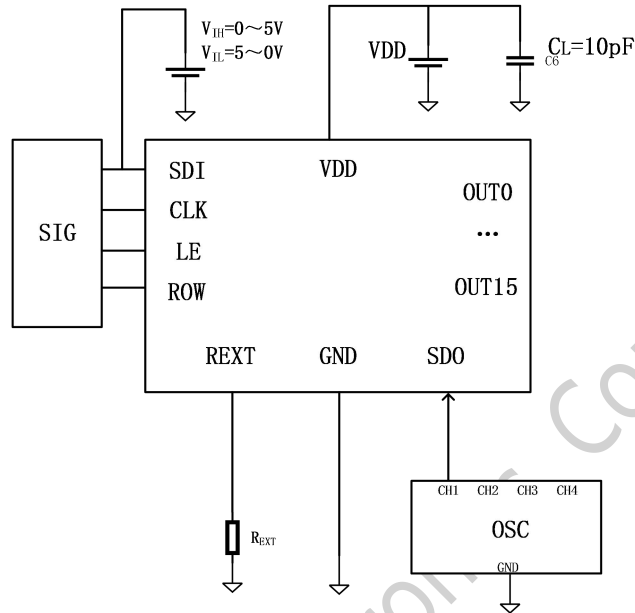 VIH=0～5V
VIL=5～0V
VDD
CL=10pF
C6
SIG
SDI
CLK
LE
ROW
VDD
OUT0
...
OUT15
REXT
GND
SDO
REXT
CH1 CH2 CH3 CH4
OSC
GND